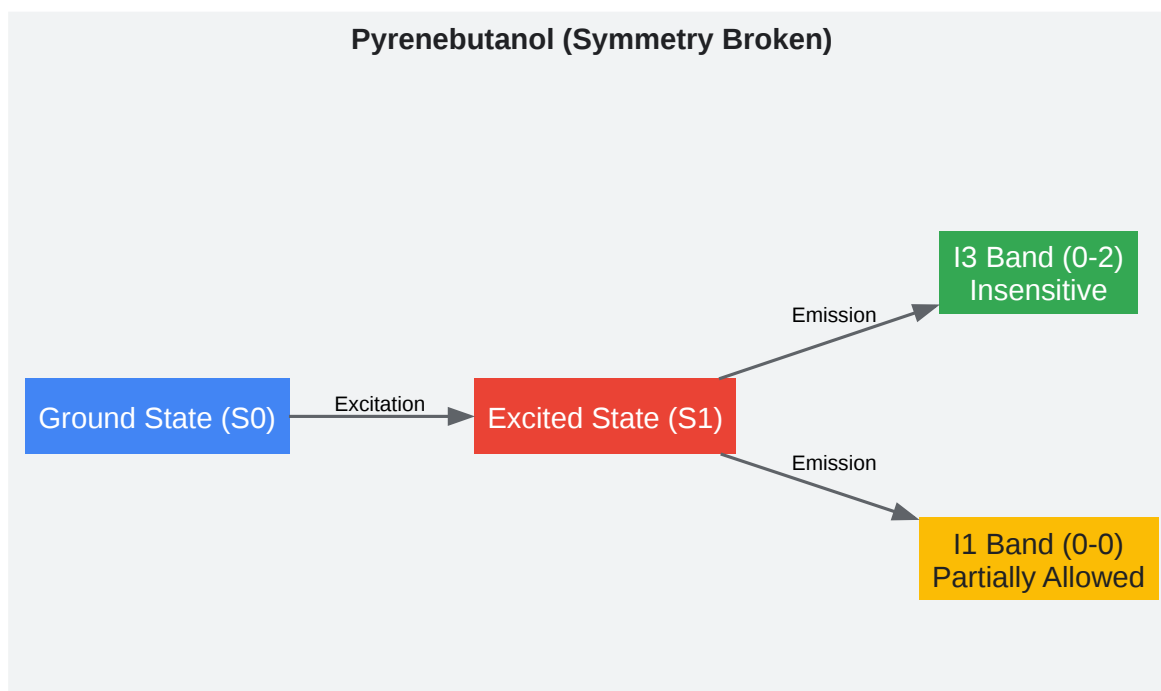 Pyrenebutanol (Symmetry Broken)
Ground State (S0)
Excitation
Excited State (S1)
Emission
I3 Band (0-2)
Insensitive
Emission
I1 Band (0-0)
Partially Allowed